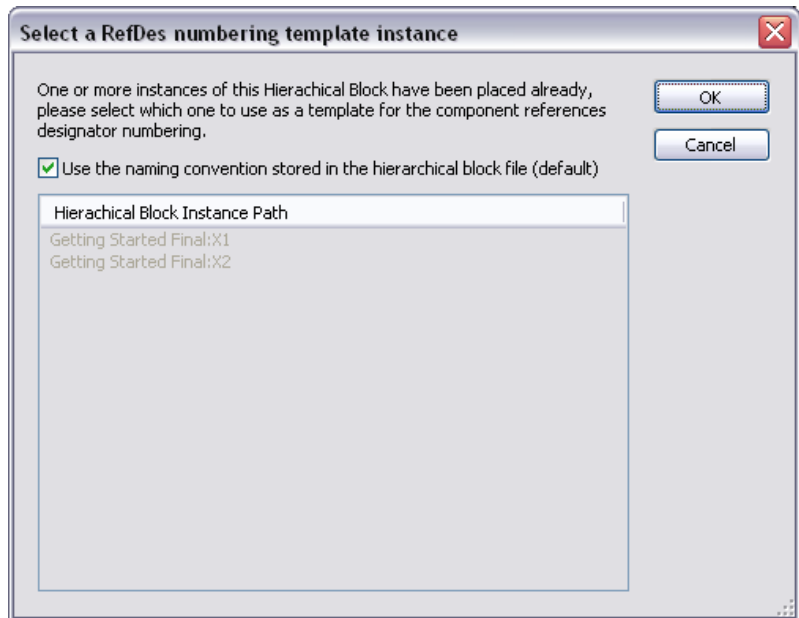 Select a RefDes numbering template instance
One or more instances of this Hierachical Block have been placed already,
please select which one to use as a template for the component references
designator numbering.
OK
Cancel
Use the naming convention stored in the hierarchical block file (default)
Hierachical Block Instance Path
Getting Started Final:X1
Getting Started Final:X2